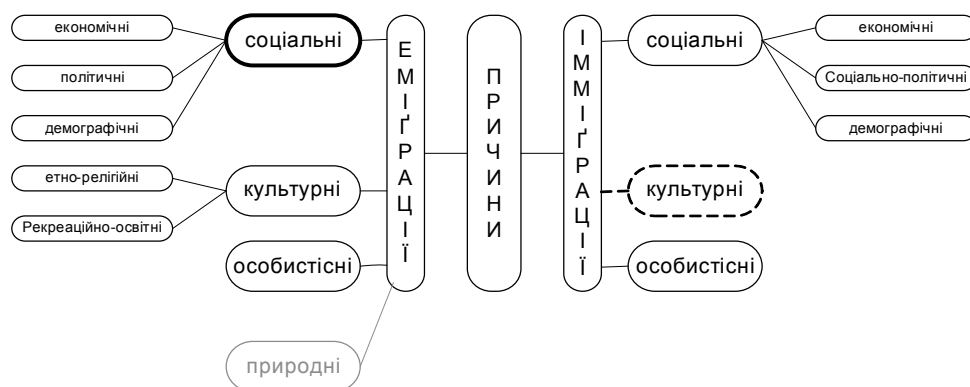 економічні
політичні
демографічні
етно-релігійні
Рекреаційно-освітні
соціальні
культурні
особистісні
природні
ЕМІҐРАЦІЇ
ПРИЧИНИ
ІММІҐРАЦІЇ
соціальні
культурні
особистісні
економічні
Соціально-політичні
демографічні